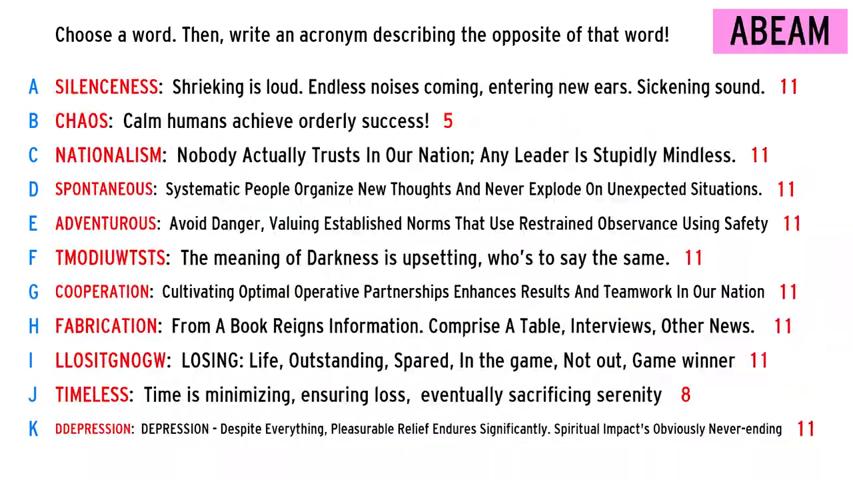 Choose a word. Then, write an acronym describing the opposite of that word!
ABEAM
A SILENCENESS: Shrieking is loud. Endless noises coming, entering new ears. Sickening sound. 11
B CHAOS: Calm humans achieve orderly success! 5
C NATIONALISM: Nobody Actually Trusts In Our Nation; Any Leader Is Stupidly Mindless. 11
D SPONTANEOUS: Systematic People Organize New Thoughts And Never Explode On Unexpected Situations. 11
E ADVENTUROUS: Avoid Danger, Valuing Established Norms That Use Restrained Observance Using Safety 11
F TMODIUWTSTS: The meaning of Darkness is upsetting, who's to say the same. 11
G COOPERATION: Cultivating Optimal Operative Partnerships Enhances Results And Teamwork In Our Nation 11
H FABRICATION: From A Book Reigns Information. Comprise A Table, Interviews, Other News. 11
I LLOSITGNOGW: LOSING: Life, Outstanding, Spared, In the game, Not out, Game winner 11
J TIMELESS: Time is minimizing, ensuring loss, eventually sacrificing serenity 8
K DDEPRESSION: DEPRESSION - Despite Everything, Pleasurable Relief Endures Significantly. Spiritual Impact's Obviously Never-ending 11